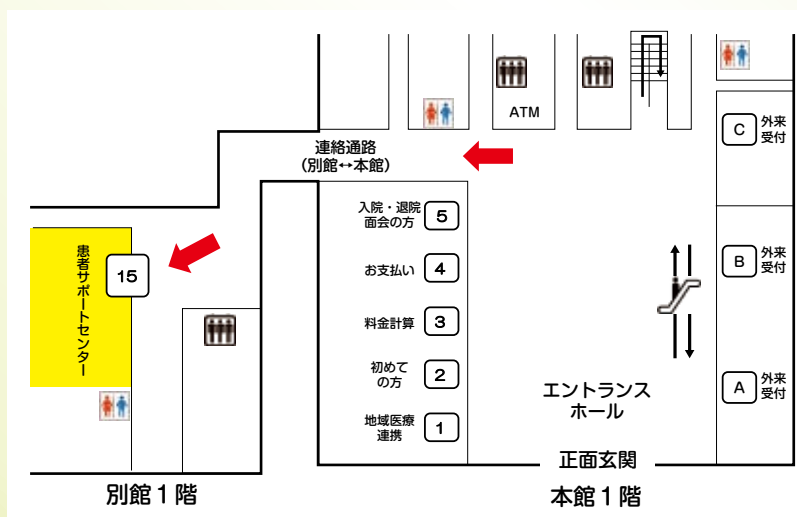 ATM
連絡通路
(別館↔本館)
C
外来
受付
入院・退院
面会の方
5
お支払い
4
B
外来
受付
患者サポートセンター
15
料金計算
3
初めて
の方
2
A
外来
受付
エントランス
ホール
地域医療
連携
1
正面玄関
別館1階
本館1階